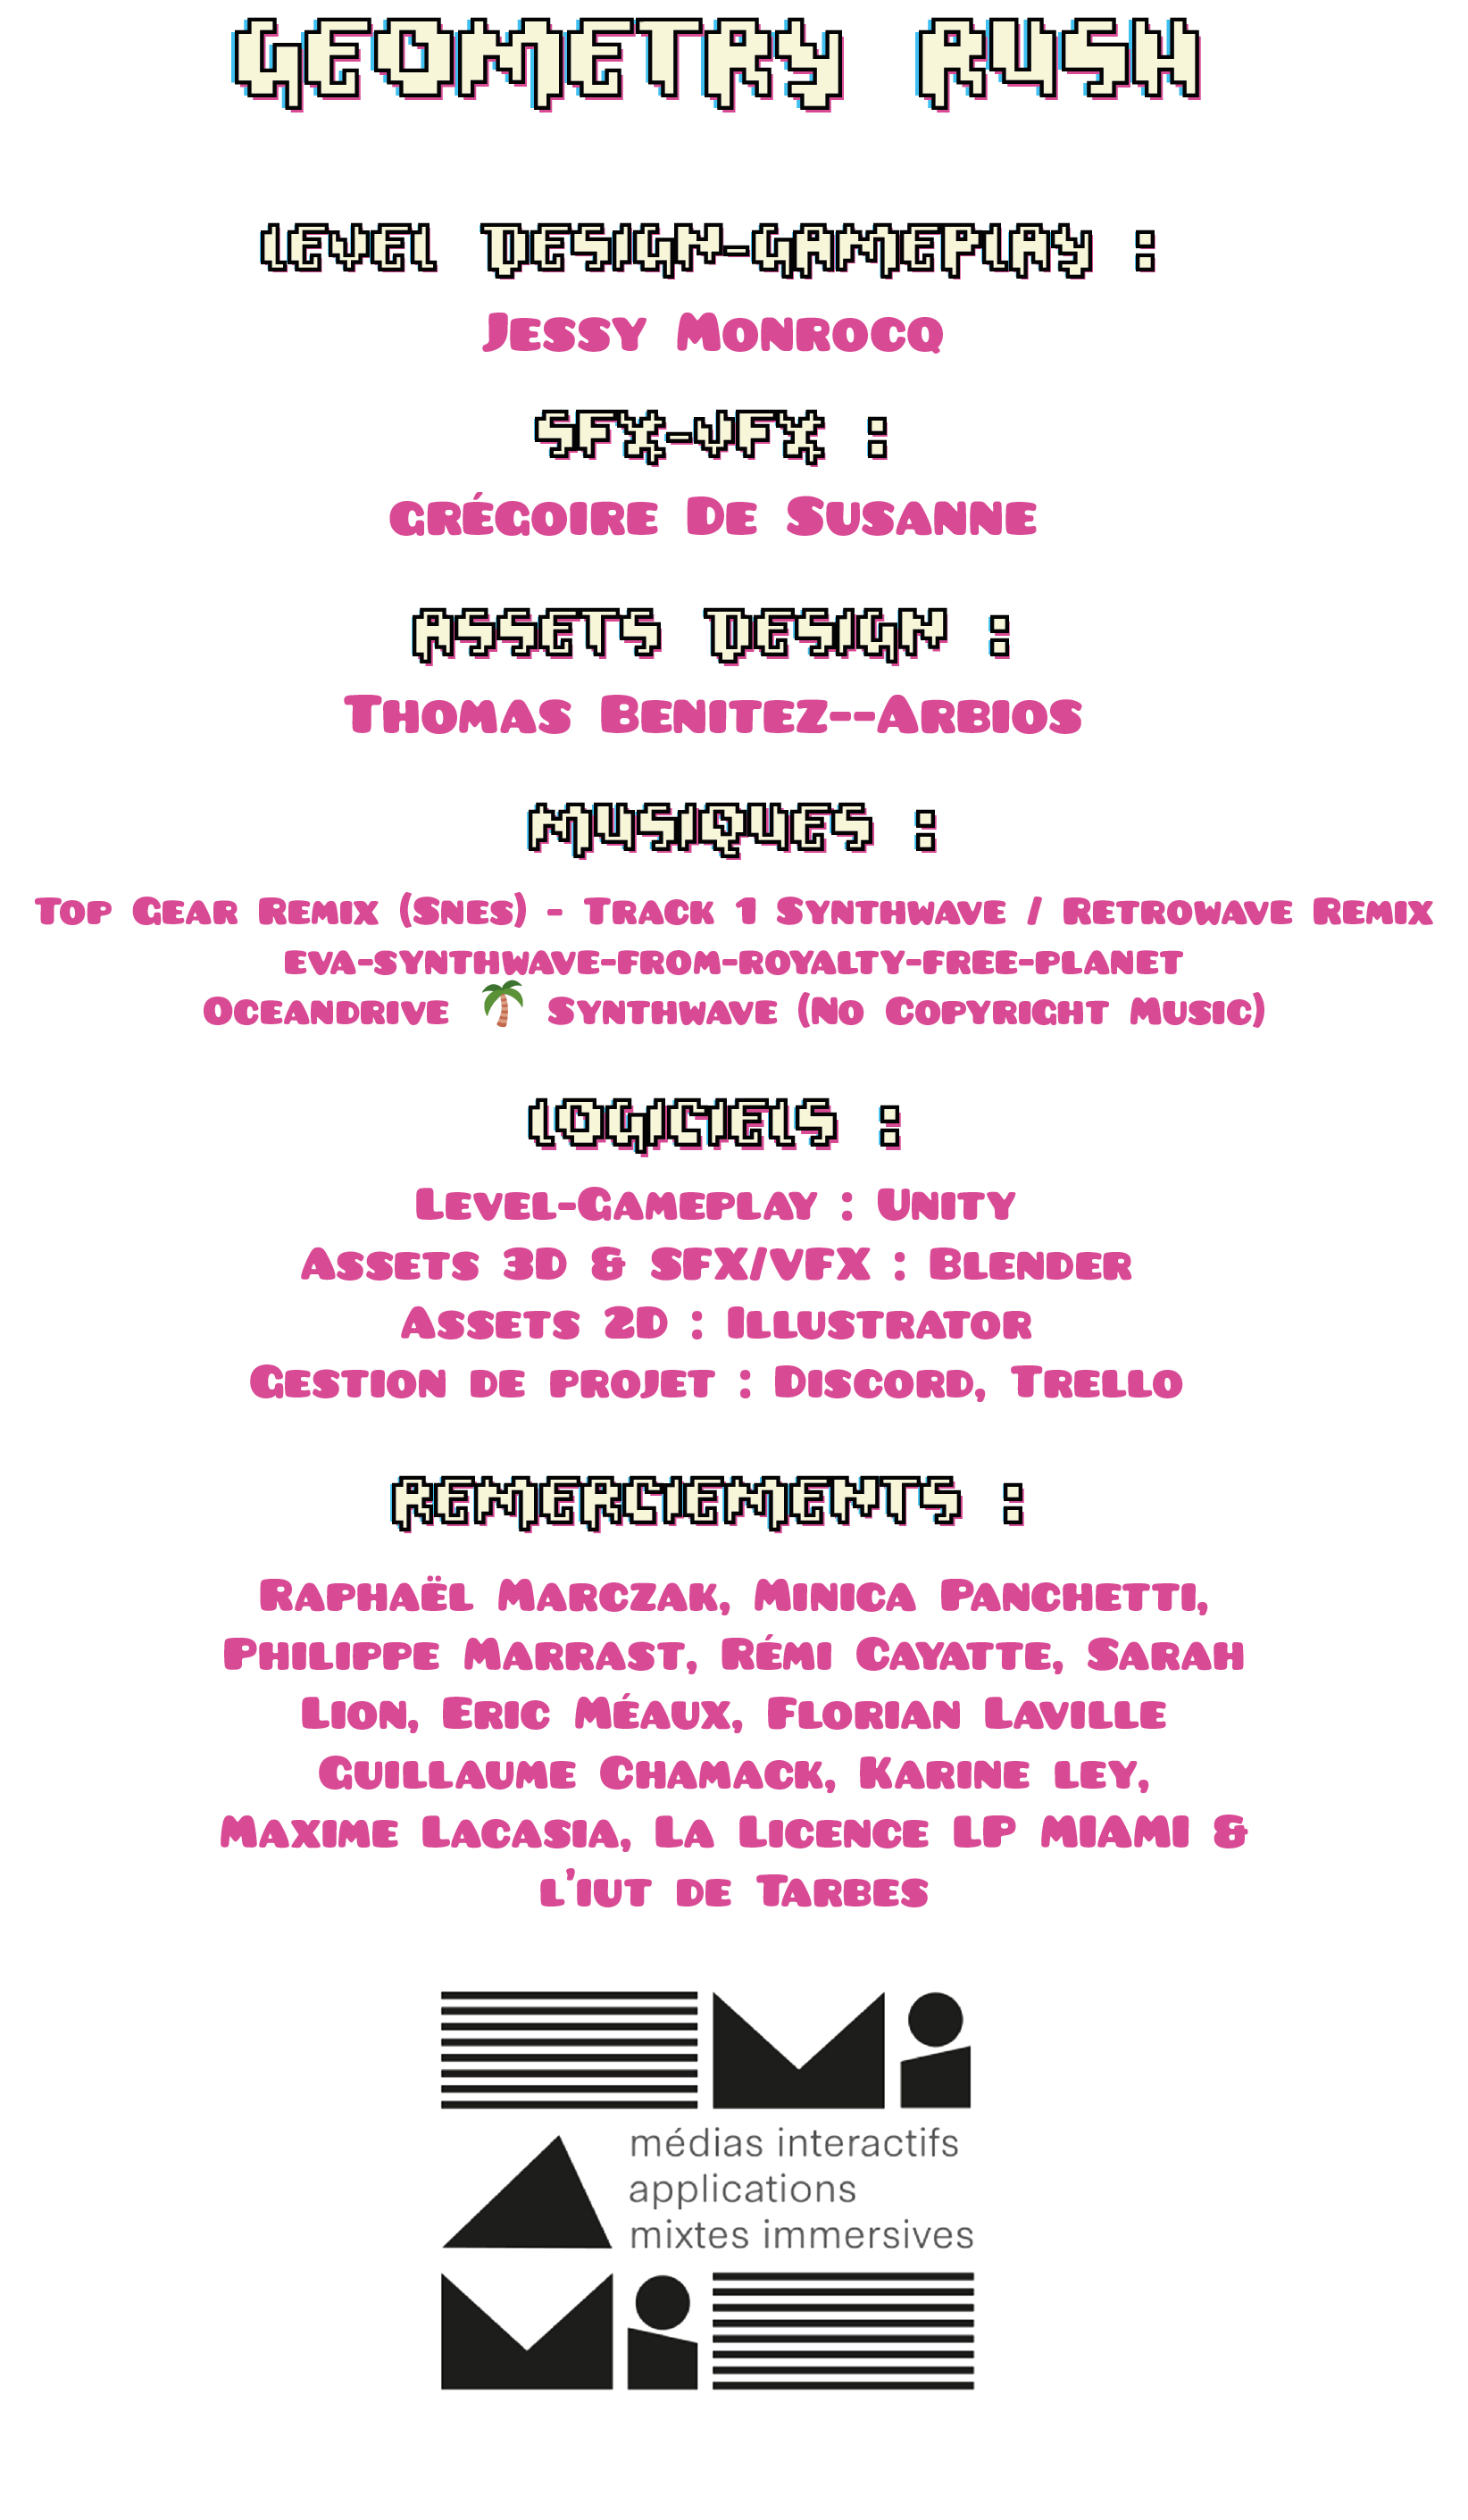 GEOMETRY RUSH
LEVEL DESIGN-GAMEPLAY :
Jessy Monrocq
SFX-VFX :
grégoire De Susanne
ASSETS DESIGN :
Thomas Benitez--Arbios
MUSIQUES :
Top Gear Remix (Snes) - Track 1 Synthwave / Retrowave Remix
eva-synthwave-from-royalty-free-planet
Oceandrive 🌴 Synthwave (No Copyright Music)
LOGICIELS :
Level-Gameplay : Unity
Assets 3D & SFX/VFX : Blender
Assets 2D : Illustrator
Gestion de projet : Discord, Trello
REMERCIEMENTS :
Raphaël Marczak, Minica Panchetti,
Philippe Marrast, Rémi Cayatte, Sarah
Lion, Eric Méaux, Florian Laville
Guillaume Chamack, Karine ley,
Maxime Lacasia, La Licence LP MIAMI &
l'iut de Tarbes
Mi
médias interactifs
applications
mixtes immersives
Mi